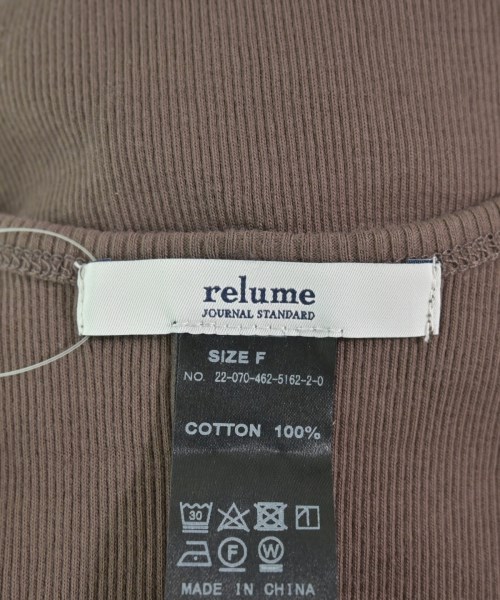 relume
JOURNAL STANDARD
SIZE F
NO. 22-070-462-5162-2-0
COTTON 100%
30
F W
MADE IN CHINA